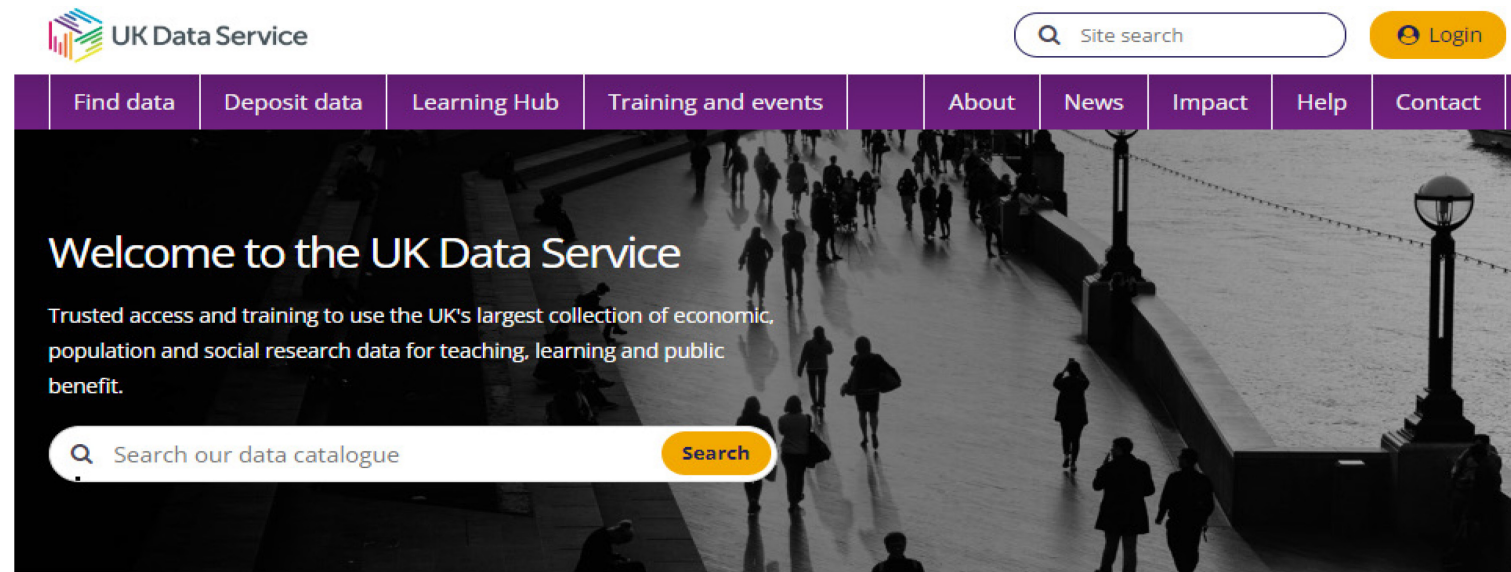 UK Data Service
Site search
Login
Find data
Deposit data
Learning Hub
Training and events
About
News
Impact
Help
Contact
Welcome to the UK Data Service
Trusted access and training to use the UK's largest collection of economic,
population and social research data for teaching, learning and public
benefit.
Search our data catalogue
Search